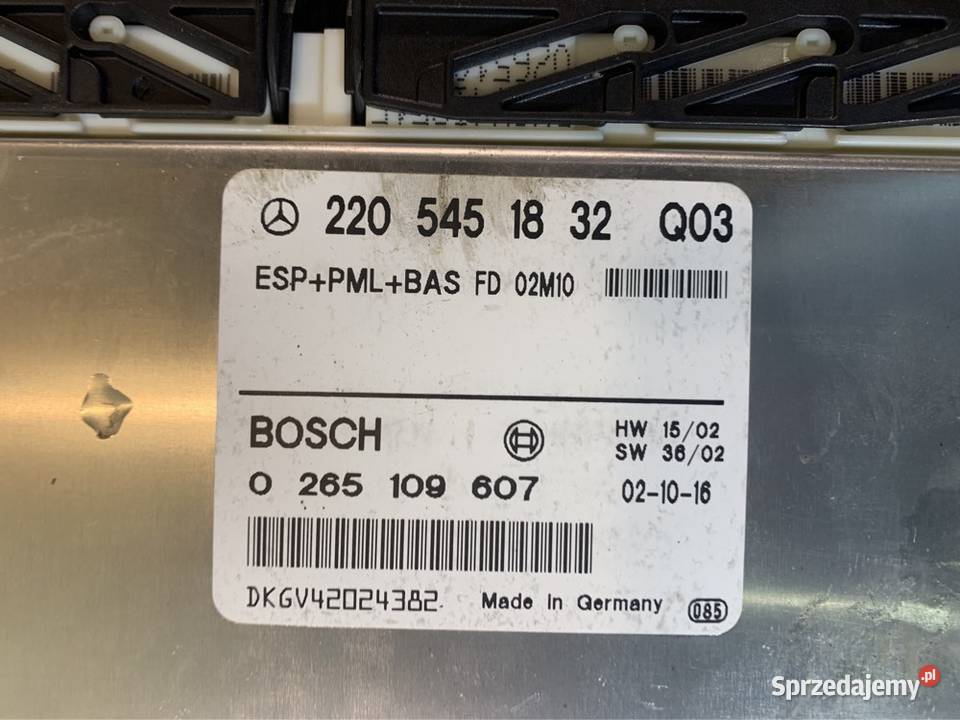 220 545 18 32 Q03
ESP+PML+BAS FD 02M10
BOSCH
HW 15/02
SW 36/02
0 265 109 607
02-10-16
DKGV42024382
Made in Germany
085
Sprzedajemy.pl